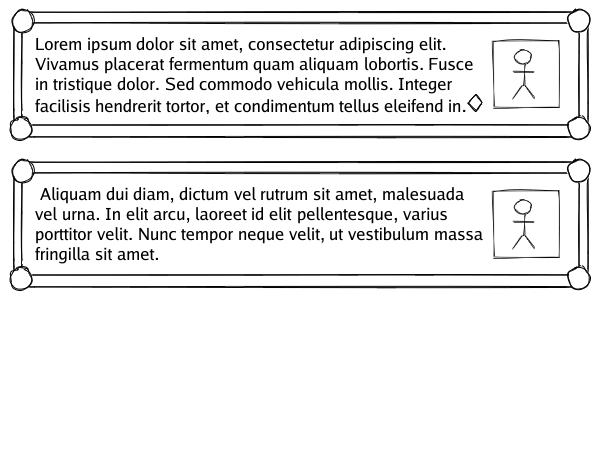 Lorem ipsum dolor sit amet, consectetur adipiscing elit.
Vivamus placerat fermentum quam aliquam lobortis. Fusce
in tristique dolor. Sed commodo vehicula mollis. Integer
facilisis hendrerit tortor, et condimentum tellus eleifend in.
Aliquam dui diam, dictum vel rutrum sit amet, malesuada
vel urna. In elit arcu, laoreet id elit pellentesque, varius
porttitor velit. Nunc tempor neque velit, ut vestibulum massa
fringilla sit amet.